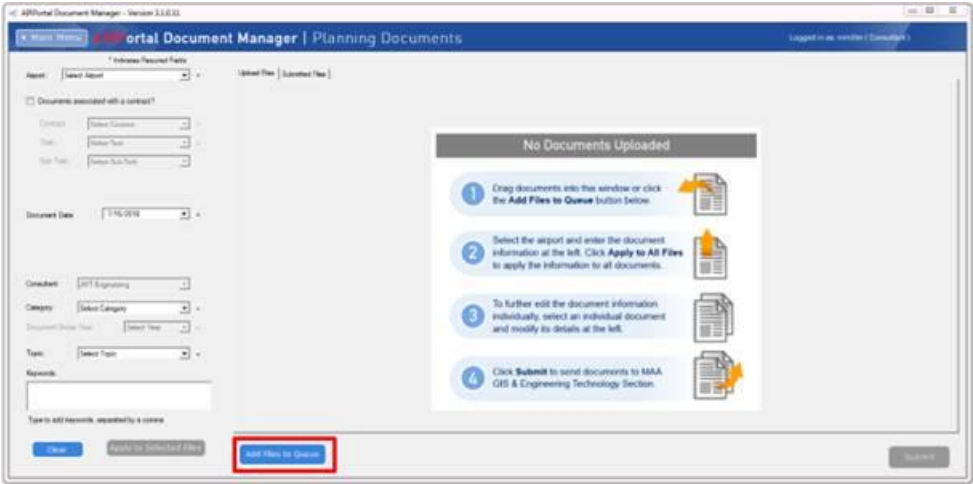 AIRPortal Document Manager - Version 3.1.0.11
Main Menu
AIRPortal Document Manager | Planning Documents
Logged in as: (Consultant)
* Indicates Required Fields
Airport: Select Airport *
Documents associated with a contract?
Contract: Select Contract *
Task: Select Task *
Sub Task: Select Sub Task
Document Date: 7/16/2018 *
Consultant: Engineering
Category: Select Category *
Document Year: Select Year *
Topic: Select Topic *
Keywords:
Type to add keywords, separated by a comma
Clear
Apply to Selected Files
Upload Files
Submitted Files
No Documents Uploaded
1
Drag documents into this window or click
the Add Files to Queue button below.
2
Select the airport and enter the document
information at the left. Click Apply to All Files
to apply the information to all documents.
3
To further edit the document information
individually, select an individual document
and modify its details at the left.
4
Click Submit to send documents to MAA
GIS & Engineering Technology Section.
Add Files to Queue
Submit